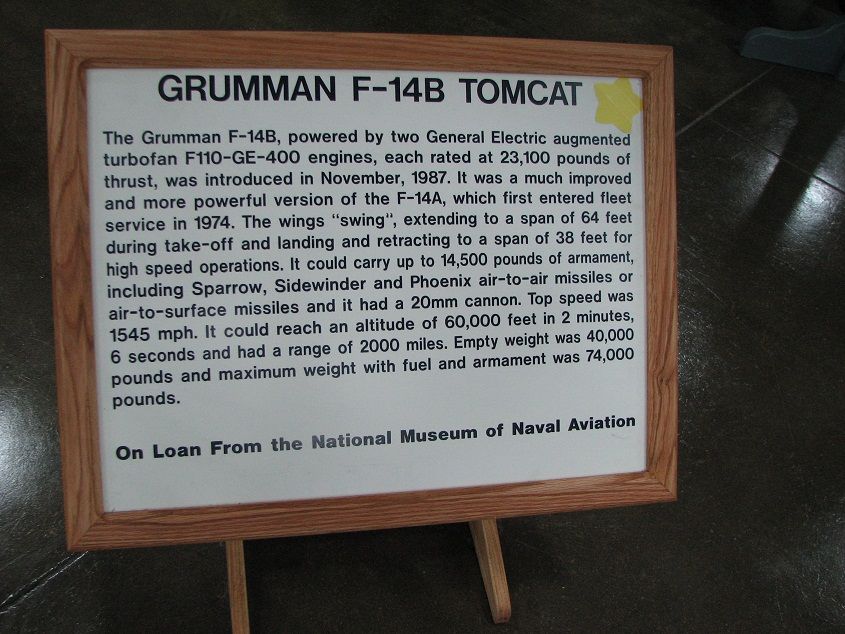 GRUMMAN F-14B TOMCAT
The Grumman F-14B, powered by two General Electric augmented
turbofan F110-GE-400 engines, each rated at 23,100 pounds of
thrust, was introduced in November, 1987. It was a much improved
and more powerful version of the F-14A, which first entered fleet
service in 1974. The wings "swing", extending to a span of 64 feet
during take-off and landing and retracting to a span of 38 feet for
high speed operations. It could carry up to 14,500 pounds of armament,
including Sparrow, Sidewinder and Phoenix air-to-air missiles or
air-to-surface missiles and it had a 20mm cannon. Top speed was
1545 mph. It could reach an altitude of 60,000 feet in 2 minutes,
6 seconds and had a range of 2000 miles. Empty weight was 40,000
pounds and maximum weight with fuel and armament was 74,000
pounds.
On Loan From the National Museum of Naval Aviation